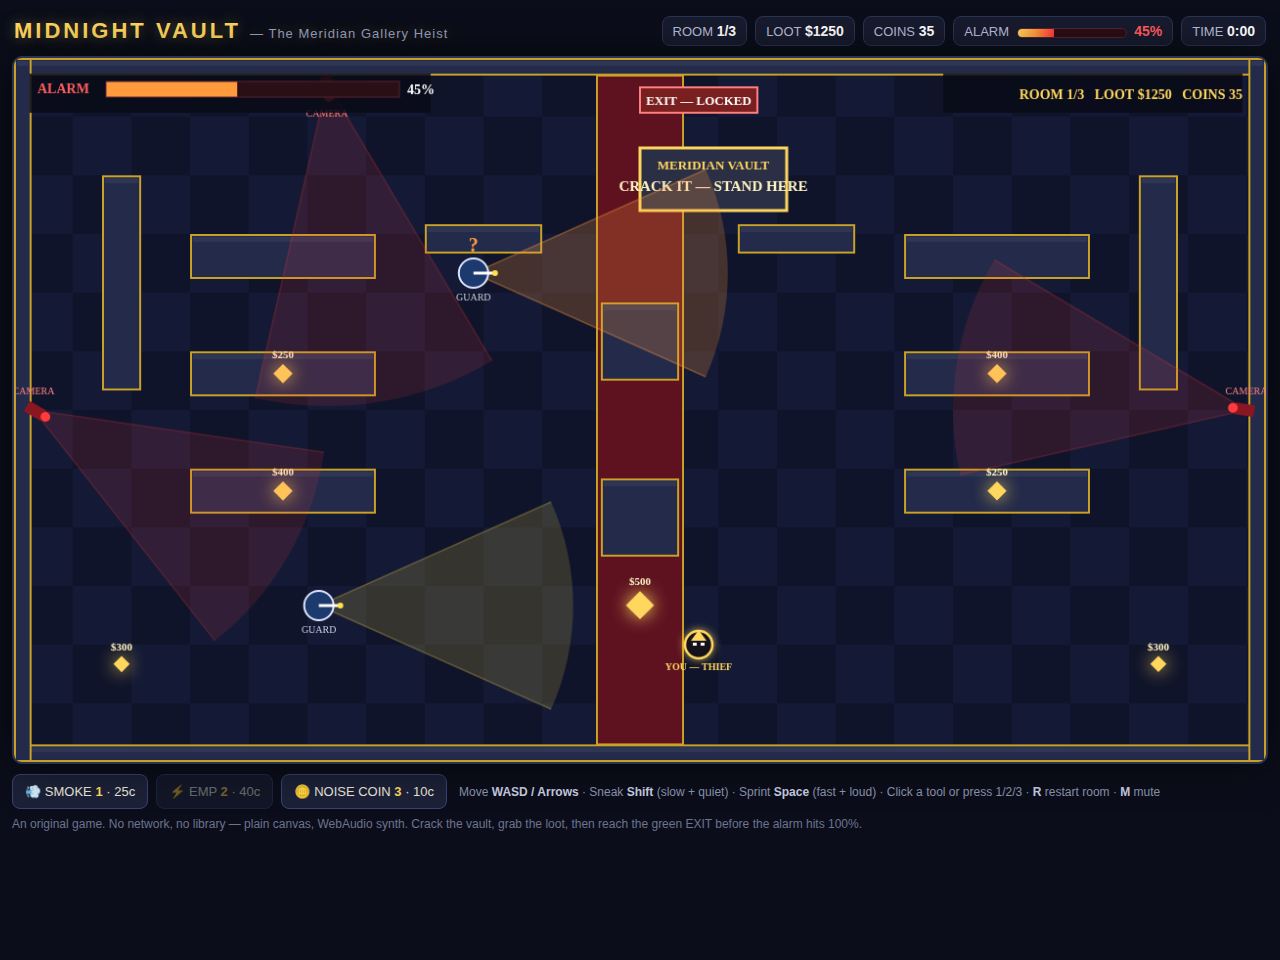 MIDNIGHT VAULT — The Meridian Gallery Heist
ROOM 1/3
LOOT $1250
COINS 35
ALARM 45%
TIME 0:00
ALARM 45%
EXIT — LOCKED
ROOM 1/3 LOOT $1250 COINS 35
CAMERA
MERIDIAN VAULT
CRACK IT — STAND HERE
?
GUARD
$250
$400
CAMERA
CAMERA
$400
$250
$500
GUARD
$300
YOU — THIEF
$300
💨 SMOKE 1 · 25c
⚡ EMP 2 · 40c
🪙 NOISE COIN 3 · 10c
Move WASD / Arrows · Sneak Shift (slow + quiet) · Sprint Space (fast + loud) · Click a tool or press 1/2/3 · R restart room · M mute
An original game. No network, no library — plain canvas, WebAudio synth. Crack the vault, grab the loot, then reach the green EXIT before the alarm hits 100%.